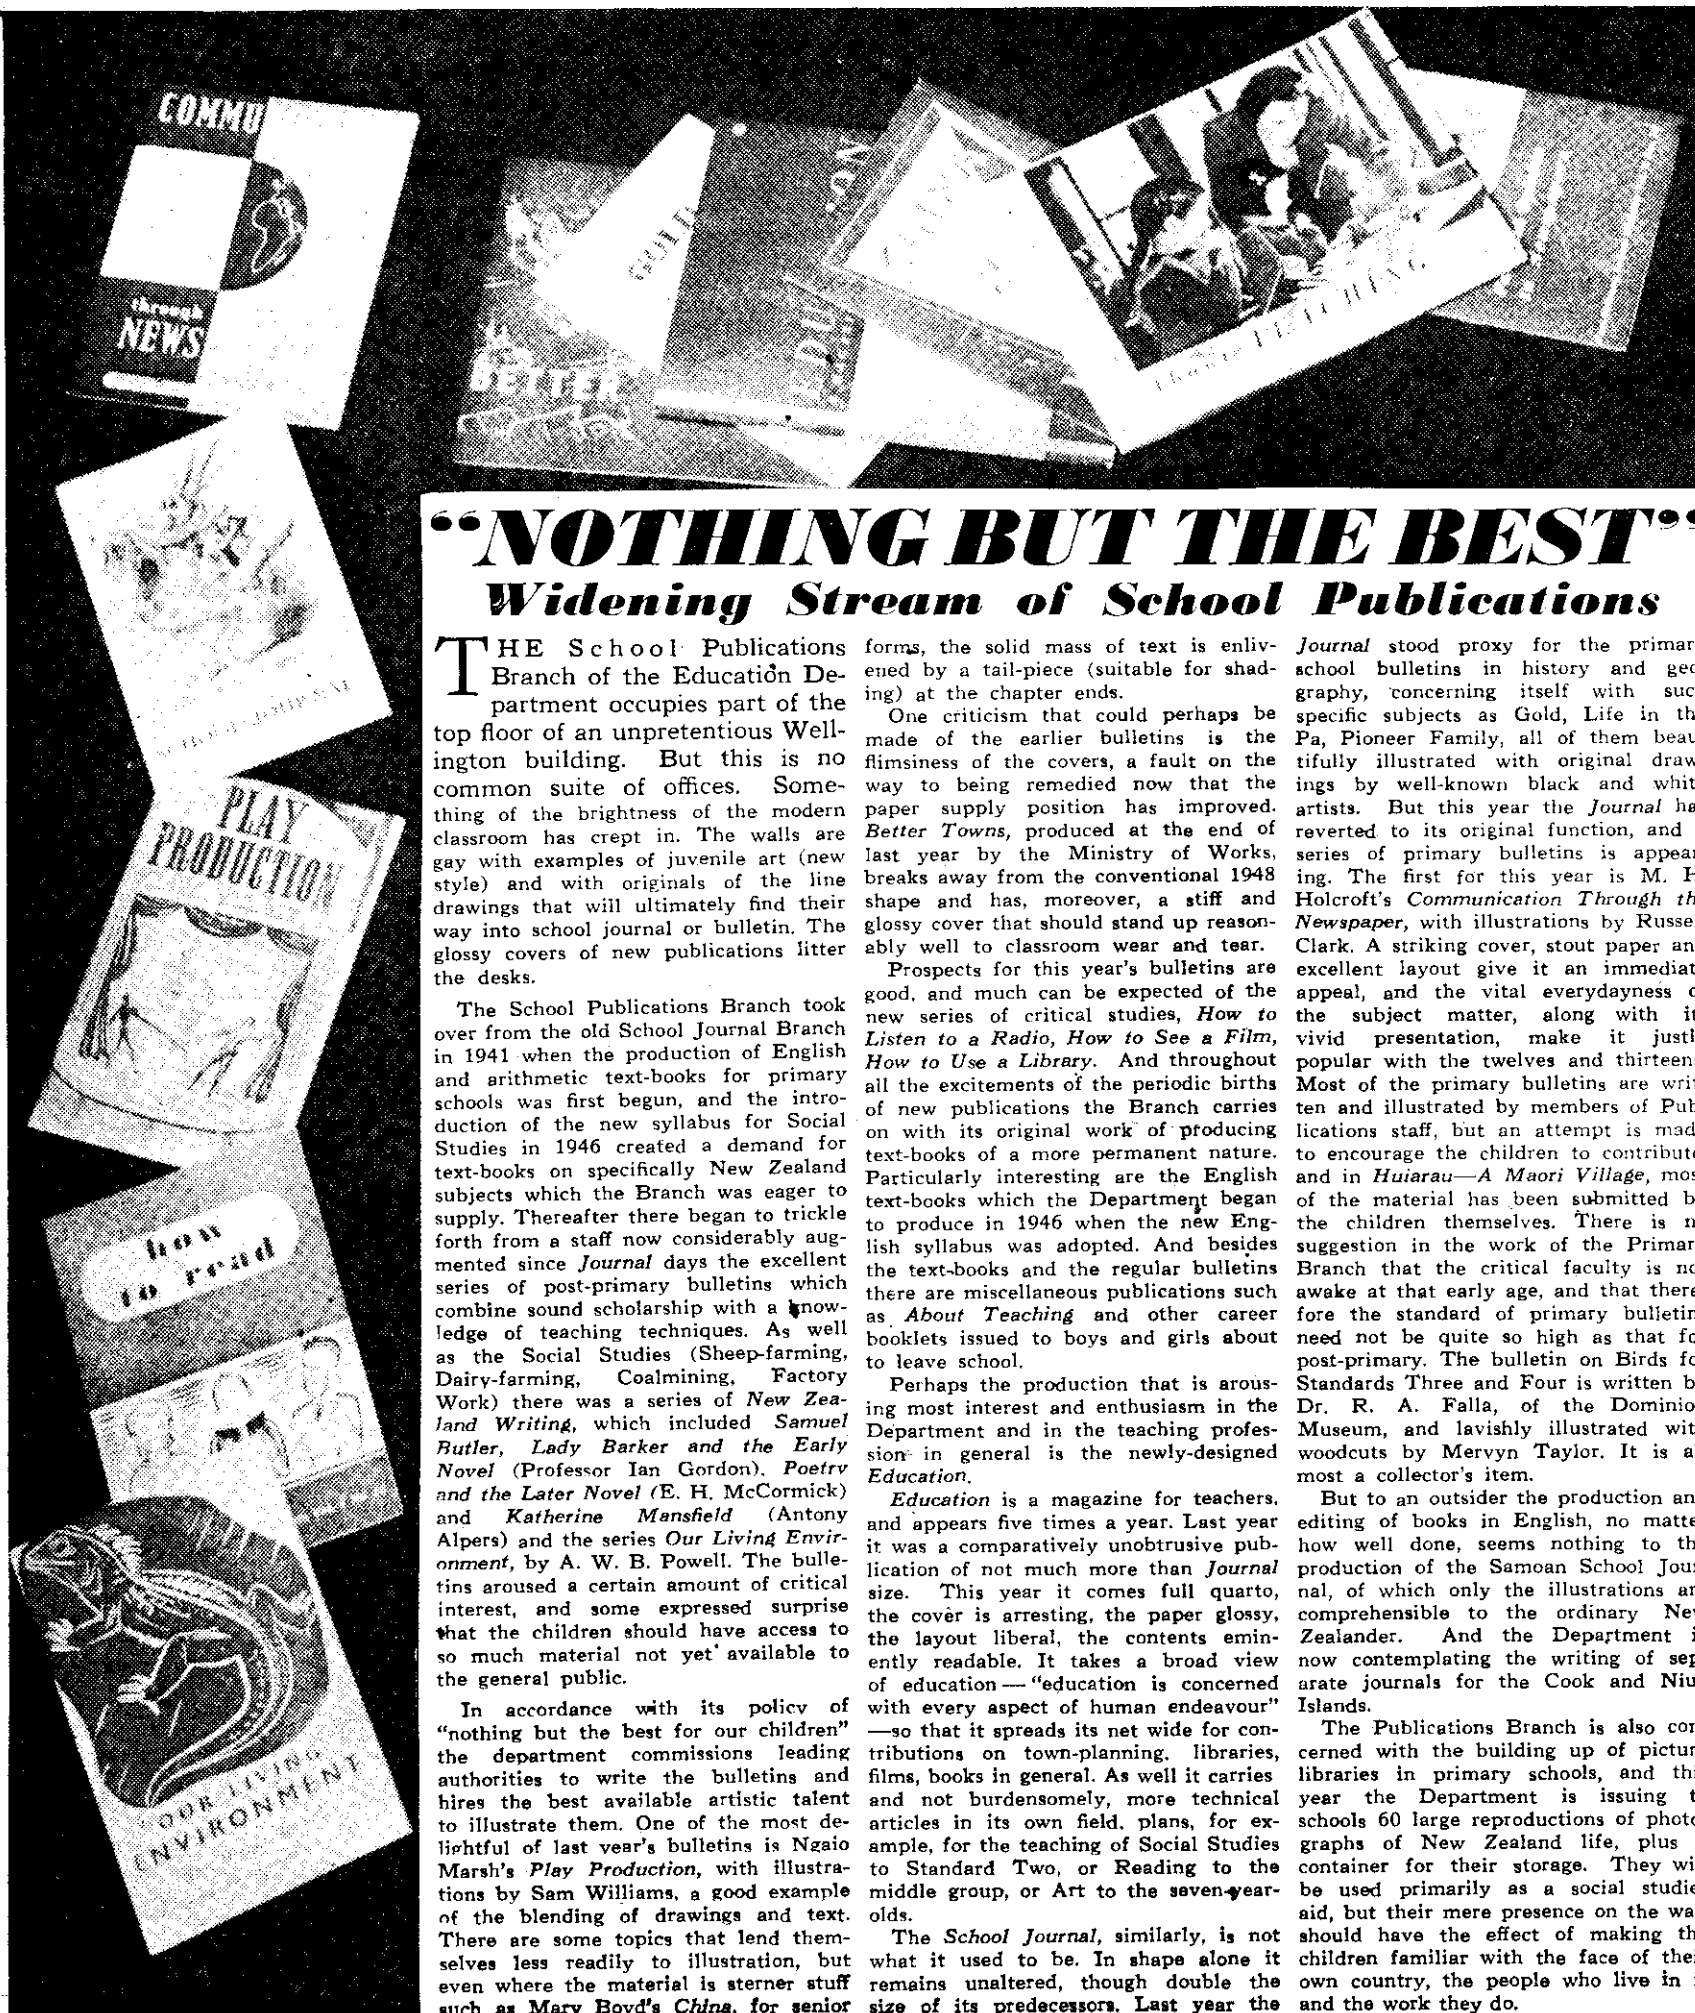 COMMU
through
NEWS
BETTER
GOLD
EDU
About TEACHING
SCHOOL JOURNAL
PLAY
PRODUCTION
how
to read
OUR LIVING
ENVIRONMENT
“NOTHING BUT THE BEST”
Widening Stream of School Publications
THE School Publications
Branch of the Education De-
partment occupies part of the
top floor of an unpretentious Well-
ington building. But this is no
common suite of offices. Some-
thing of the brightness of the modern
classroom has crept in. The walls are
gay with examples of juvenile art (new
style) and with originals of the line
drawings that will ultimately find their
way into school journal or bulletin. The
glossy covers of new publications litter
the desks.
The School Publications Branch took
over from the old School Journal Branch
in 1941 when the production of English
and arithmetic text-books for primary
schools was first begun, and the intro-
duction of the new syllabus for Social
Studies in 1946 created a demand for
text-books on specifically New Zealand
subjects which the Branch was eager to
supply. Thereafter there began to trickle
forth from a staff now considerably aug-
mented since Journal days the excellent
series of post-primary bulletins which
combine sound scholarship with a know-
ledge of teaching techniques. As well
as the Social Studies (Sheep-farming,
Dairy-farming, Coalmining, Factory
Work) there was a series of New Zea-
land Writing, which included Samuel
Butler, Lady Barker and the Early
Novel (Professor Ian Gordon), Poetry
and the Later Novel (E. H. McCormick)
and Katherine Mansfield (Antony
Alpers) and the series Our Living Envir-
onment, by A. W. B. Powell. The bulle-
tins aroused a certain amount of critical
interest, and some expressed surprise
that the children should have access to
so much material not yet available to
the general public.
In accordance with its policy of
“nothing but the best for our children”
the department commissions leading
authorities to write the bulletins and
hires the best available artistic talent
to illustrate them. One of the most de-
lightful of last year's bulletins is Ngaio
Marsh's Play Production, with illustra-
tions by Sam Williams, a good example
of the blending of drawings and text.
There are some topics that lend them-
selves less readily to illustration, but
even where the material is sterner stuff
such as Mary Boyd's China, for senior
forms, the solid mass of text is enliv-
ened by a tail-piece (suitable for shad-
ing) at the chapter ends.
One criticism that could perhaps be
made of the earlier bulletins is the
flimsiness of the covers, a fault on the
way to being remedied now that the
paper supply position has improved.
Better Towns, produced at the end of
last year by the Ministry of Works,
breaks away from the conventional 1948
shape and has, moreover, a stiff and
glossy cover that should stand up reason-
ably well to classroom wear and tear.
Prospects for this year's bulletins are
good, and much can be expected of the
new series of critical studies, How to
Listen to a Radio, How to See a Film,
How to Use a Library. And throughout
all the excitements of the periodic births
of new publications the Branch carries
on with its original work of producing
text-books of a more permanent nature.
Particularly interesting are the English
text-books which the Department began
to produce in 1946 when the new Eng-
lish syllabus was adopted. And besides
the text-books and the regular bulletins
there are miscellaneous publications such
as About Teaching and other career
booklets issued to boys and girls about
to leave school.
Perhaps the production that is arous-
ing most interest and enthusiasm in the
Department and in the teaching profes-
sion in general is the newly-designed
Education.
Education is a magazine for teachers,
and appears five times a year. Last year
it was a comparatively unobtrusive pub-
lication of not much more than Journal
size. This year it comes full quarto,
the cover is arresting, the paper glossy,
the layout liberal, the contents emin-
ently readable. It takes a broad view
of education — “education is concerned
with every aspect of human endeavour”
—so that it spreads its net wide for con-
tributions on town-planning, libraries,
films, books in general. As well it carries
and not burdensomely, more technical
articles in its own field, plans, for ex-
ample, for the teaching of Social Studies
to Standard Two, or Reading to the
middle group, or Art to the seven-year-
olds.
The School Journal, similarly, is not
what it used to be. In shape alone it
remains unaltered, though double the
size of its predecessors. Last year the
Journal stood proxy for the primar
school bulletins in history and geo
graphy, concerning itself with suc
specific subjects as Gold, Life in th
Pa, Pioneer Family, all of them beau
tifully illustrated with original draw
ings by well-known black and whit
artists. But this year the Journal ha
reverted to its original function, and
series of primary bulletins is appear
ing. The first for this year is M. H
Holcroft's Communication Through th
Newspaper, with illustrations by Russe
Clark. A striking cover, stout paper an
excellent layout give it an immediat
appeal, and the vital everydayness o
the subject matter, along with it
vivid presentation, make it justl
popular with the twelves and thirteen
Most of the primary bulletins are writ
ten and illustrated by members of Pub
lications staff, but an attempt is mad
to encourage the children to contribute
and in Huiarau—A Maori Village, mos
of the material has been submitted b
the children themselves. There is n
suggestion in the work of the Primar
Branch that the critical faculty is no
awake at that early age, and that there
fore the standard of primary bulletin
need not be quite so high as that fo
post-primary. The bulletin on Birds fo
Standards Three and Four is written b
Dr. R. A. Falla, of the Dominio
Museum, and lavishly illustrated wit
woodcuts by Mervyn Taylor. It is a
most a collector's item.
But to an outsider the production an
editing of books in English, no matte
how well done, seems nothing to th
production of the Samoan School Jour
nal, of which only the illustrations ar
comprehensible to the ordinary New
Zealander. And the Department i
now contemplating the writing of sep
arate journals for the Cook and Niu
Islands.
The Publications Branch is also con
cerned with the building up of pictur
libraries in primary schools, and thi
year the Department is issuing t
schools 60 large reproductions of photo
graphs of New Zealand life, plus
container for their storage. They wi
be used primarily as a social studie
aid, but their mere presence on the wa
should have the effect of making th
children familiar with the face of thei
own country, the people who live in
and the work they do.